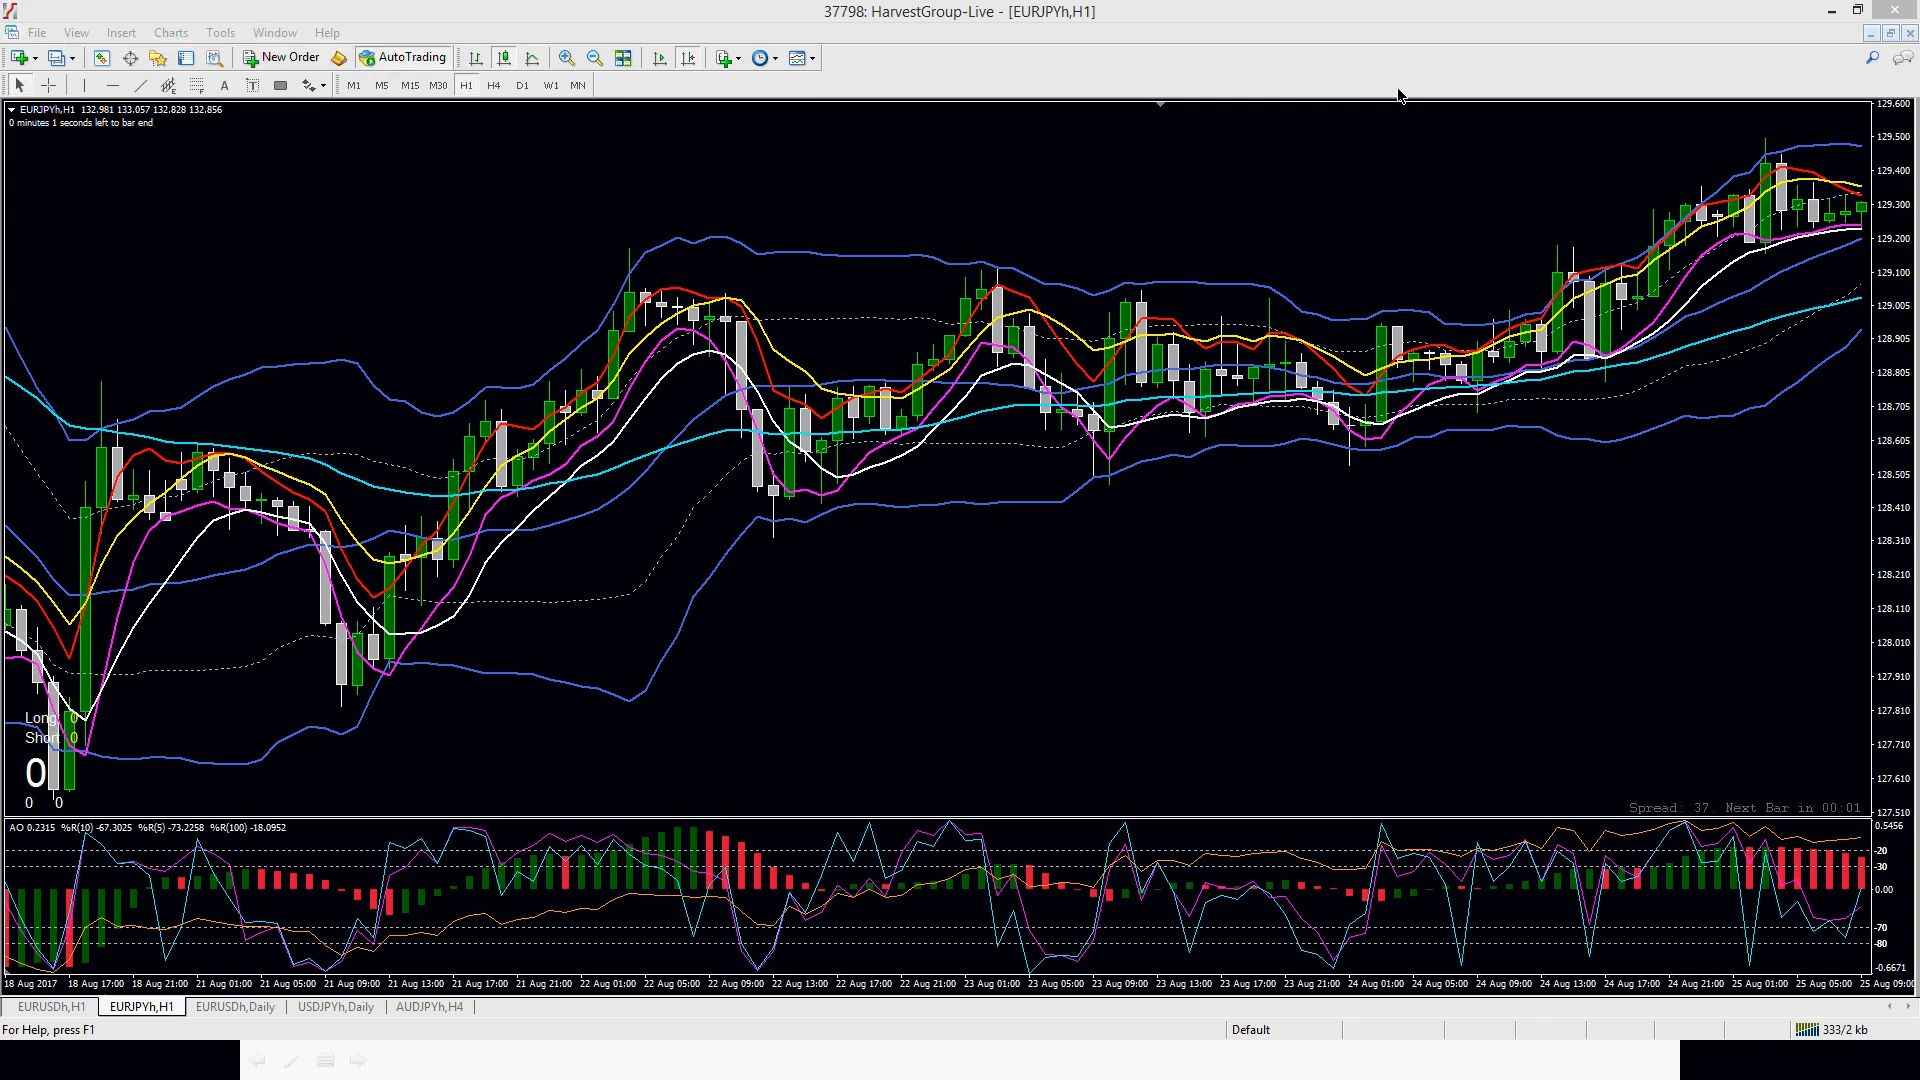 37798: HarvestGroup-Live - [EURJPYh,H1]
File View Insert Charts Tools Window Help
New Order AutoTrading
A T M1 M5 M15 M30 H1 H4 D1 W1 MN
EURJPYh,H1 132.981 133.057 132.828 132.856
0 minutes 1 seconds left to bar end
129.600
129.500
129.400
129.300
129.200
129.100
129.005
128.905
128.805
128.705
128.605
128.505
128.410
128.310
128.210
128.110
128.010
127.910
127.810
127.710
127.610
127.510
Long 0
Short 0
0
0 0
Spread: 37. Next Bar in 00:01
AO 0.2315 %R(10) -67.3025 %R(5) -73.2258 %R(100) -18.0952
0.5456
-20
-30
0.00
-70
-80
-0.6671
18 Aug 2017 18 Aug 17:00 18 Aug 21:00 21 Aug 01:00 21 Aug 05:00 21 Aug 09:00 21 Aug 13:00 21 Aug 17:00 21 Aug 21:00 22 Aug 01:00 22 Aug 05:00 22 Aug 09:00 22 Aug 13:00 22 Aug 17:00 22 Aug 21:00 23 Aug 01:00 23 Aug 05:00 23 Aug 09:00 23 Aug 13:00 23 Aug 17:00 23 Aug 21:00 24 Aug 01:00 24 Aug 05:00 24 Aug 09:00 24 Aug 13:00 24 Aug 17:00 24 Aug 21:00 25 Aug 01:00 25 Aug 05:00 25 Aug 09:00
EURUSDh,H1 EURJPYh,H1 EURUSDh,Daily USDJPYh,Daily AUDJPYh,H4
For Help, press F1 Default 333/2 kb